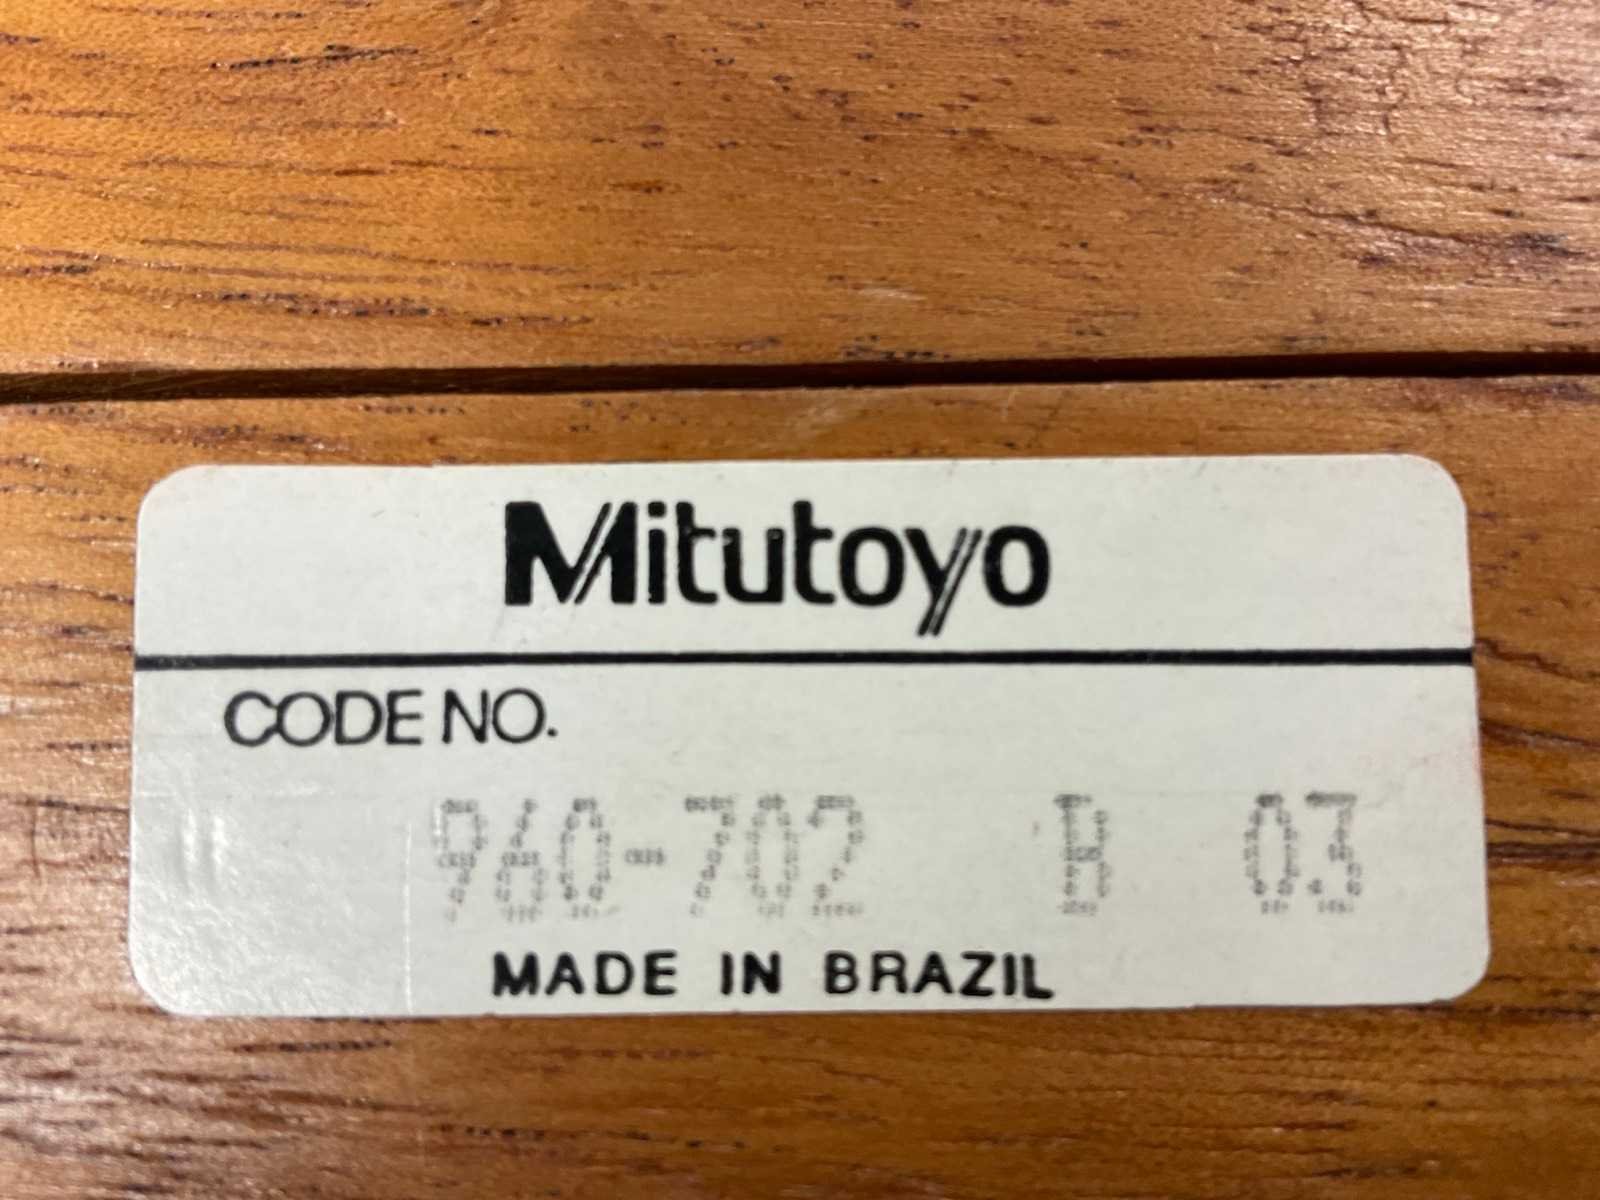 Mitutoyo
CODE NO.
960-702 B 03
MADE IN BRAZIL